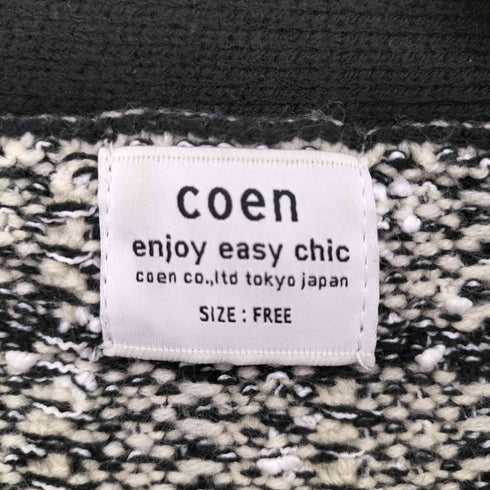 coen
enjoy easy chic
coen co.,ltd tokyo japan
SIZE : FREE